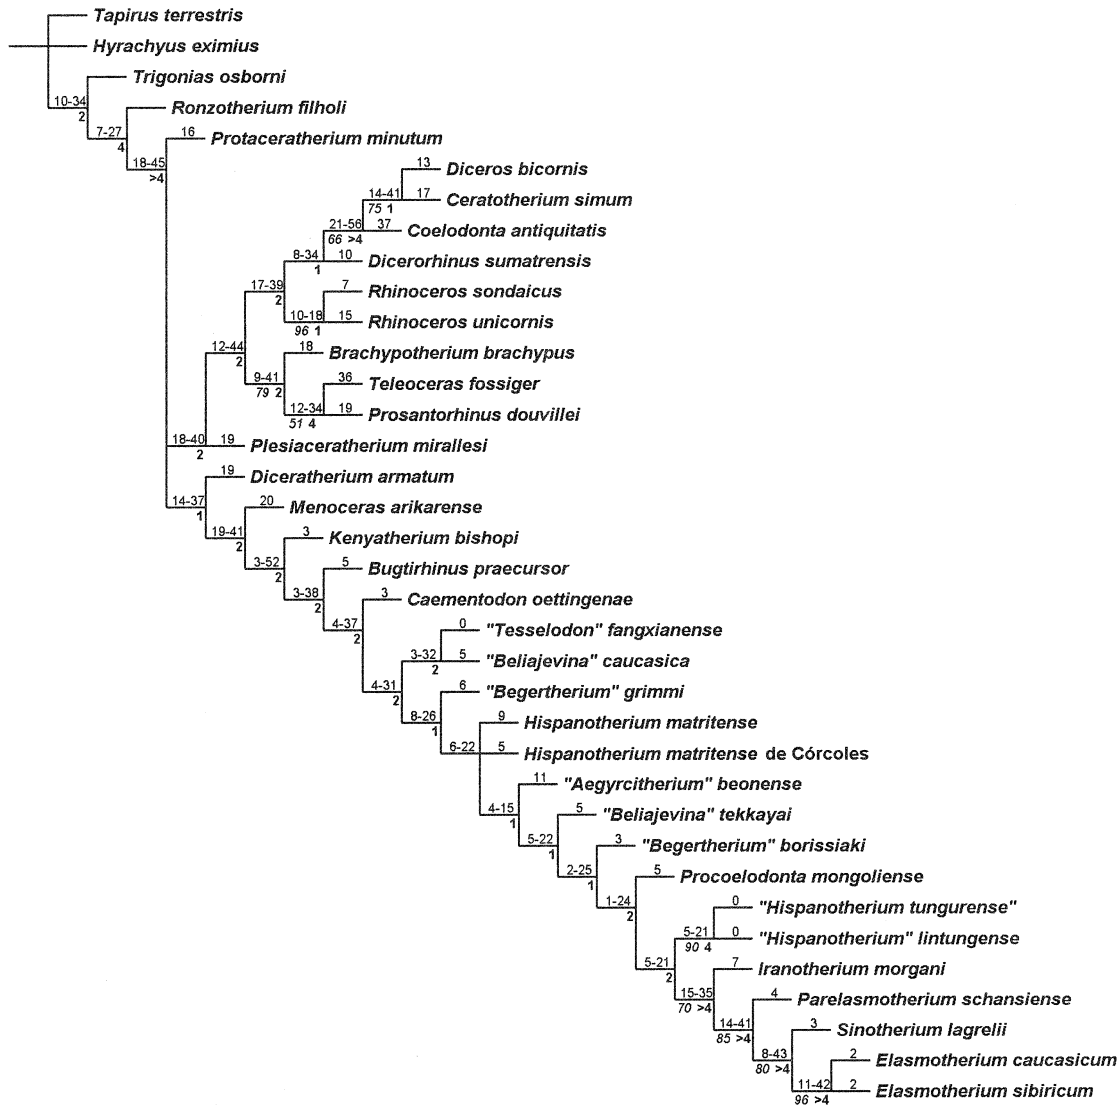 Tapirus terrestris
Hyrachyus eximius
Trigonias osborni
10-34
2
Ronzotherium filholi
7-27
4
16
Protaceratherium minutum
18-45
>4
13
Diceros bicornis
14-41
17
75 1
Ceratotherium simum
21-56
37
66 >4
Coelodonta antiquitatis
8-34
10
1
Dicerorhinus sumatrensis
17-39
2
7
Rhinoceros sondaicus
10-18
15
96 1
Rhinoceros unicornis
12-44
2
18
Brachypotherium brachypus
9-41
79 2
36
Teleoceras fossiger
12-34
19
51 4
Prosantorhinus douvillei
18-40
19
2
Plesiaceratherium mirallesi
19
Diceratherium armatum
14-37
1
20
Menoceras arikarense
19-41
2
3
Kenyatherium bishopi
3-52
2
5
Bugtirhinus praecursor
3-38
2
3
Caementodon oettingenae
4-37
2
0
"Tesselodon" fangxianense
3-32
5
2
"Beliajevina" caucasica
4-31
2
6
"Begertherium" grimmi
8-26
1
9
Hispanotherium matritense
6-22
5
Hispanotherium matritense de Córcoles
11
"Aegyrcitherium" beonense
4-15
1
5
"Beliajevina" tekkayai
5-22
1
3
"Begertherium" borissiaki
2-25
1
5
Procoelodonta mongoliense
1-24
2
0
"Hispanotherium tungurense"
5-21
0
90 4
"Hispanotherium" lintungense
5-21
2
7
Iranotherium morgani
15-35
70 >4
4
Parelasmotherium schansiense
14-41
85 >4
3
Sinotherium lagrelii
8-43
80 >4
2
Elasmotherium caucasicum
11-42
2
96 >4
Elasmotherium sibiricum